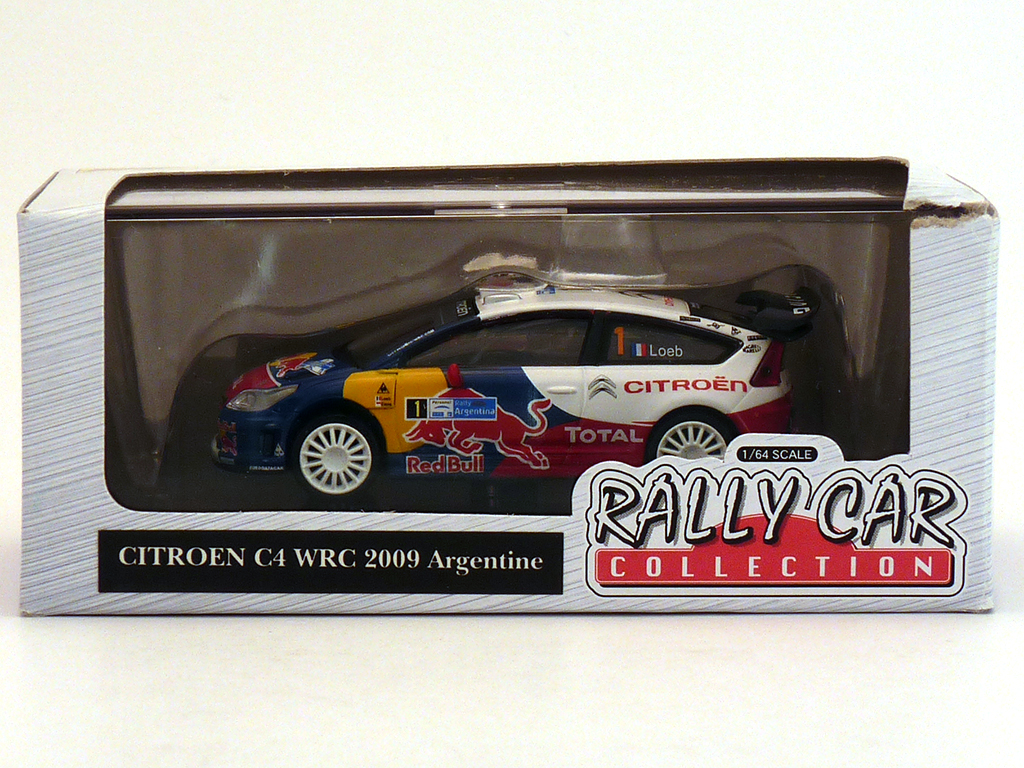 1
Loeb
CITROËN
1
Rally
Argentina
TOTAL
Red Bull
1/64 SCALE
RALLY CAR
COLLECTION
CITROEN C4 WRC 2009 Argentine